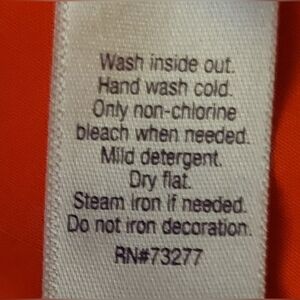 Wash inside out.
Hand wash cold.
Only non-chlorine
bleach when needed.
Mild detergent.
Dry flat.
Steam iron if needed.
Do not iron decoration.
RN#73277